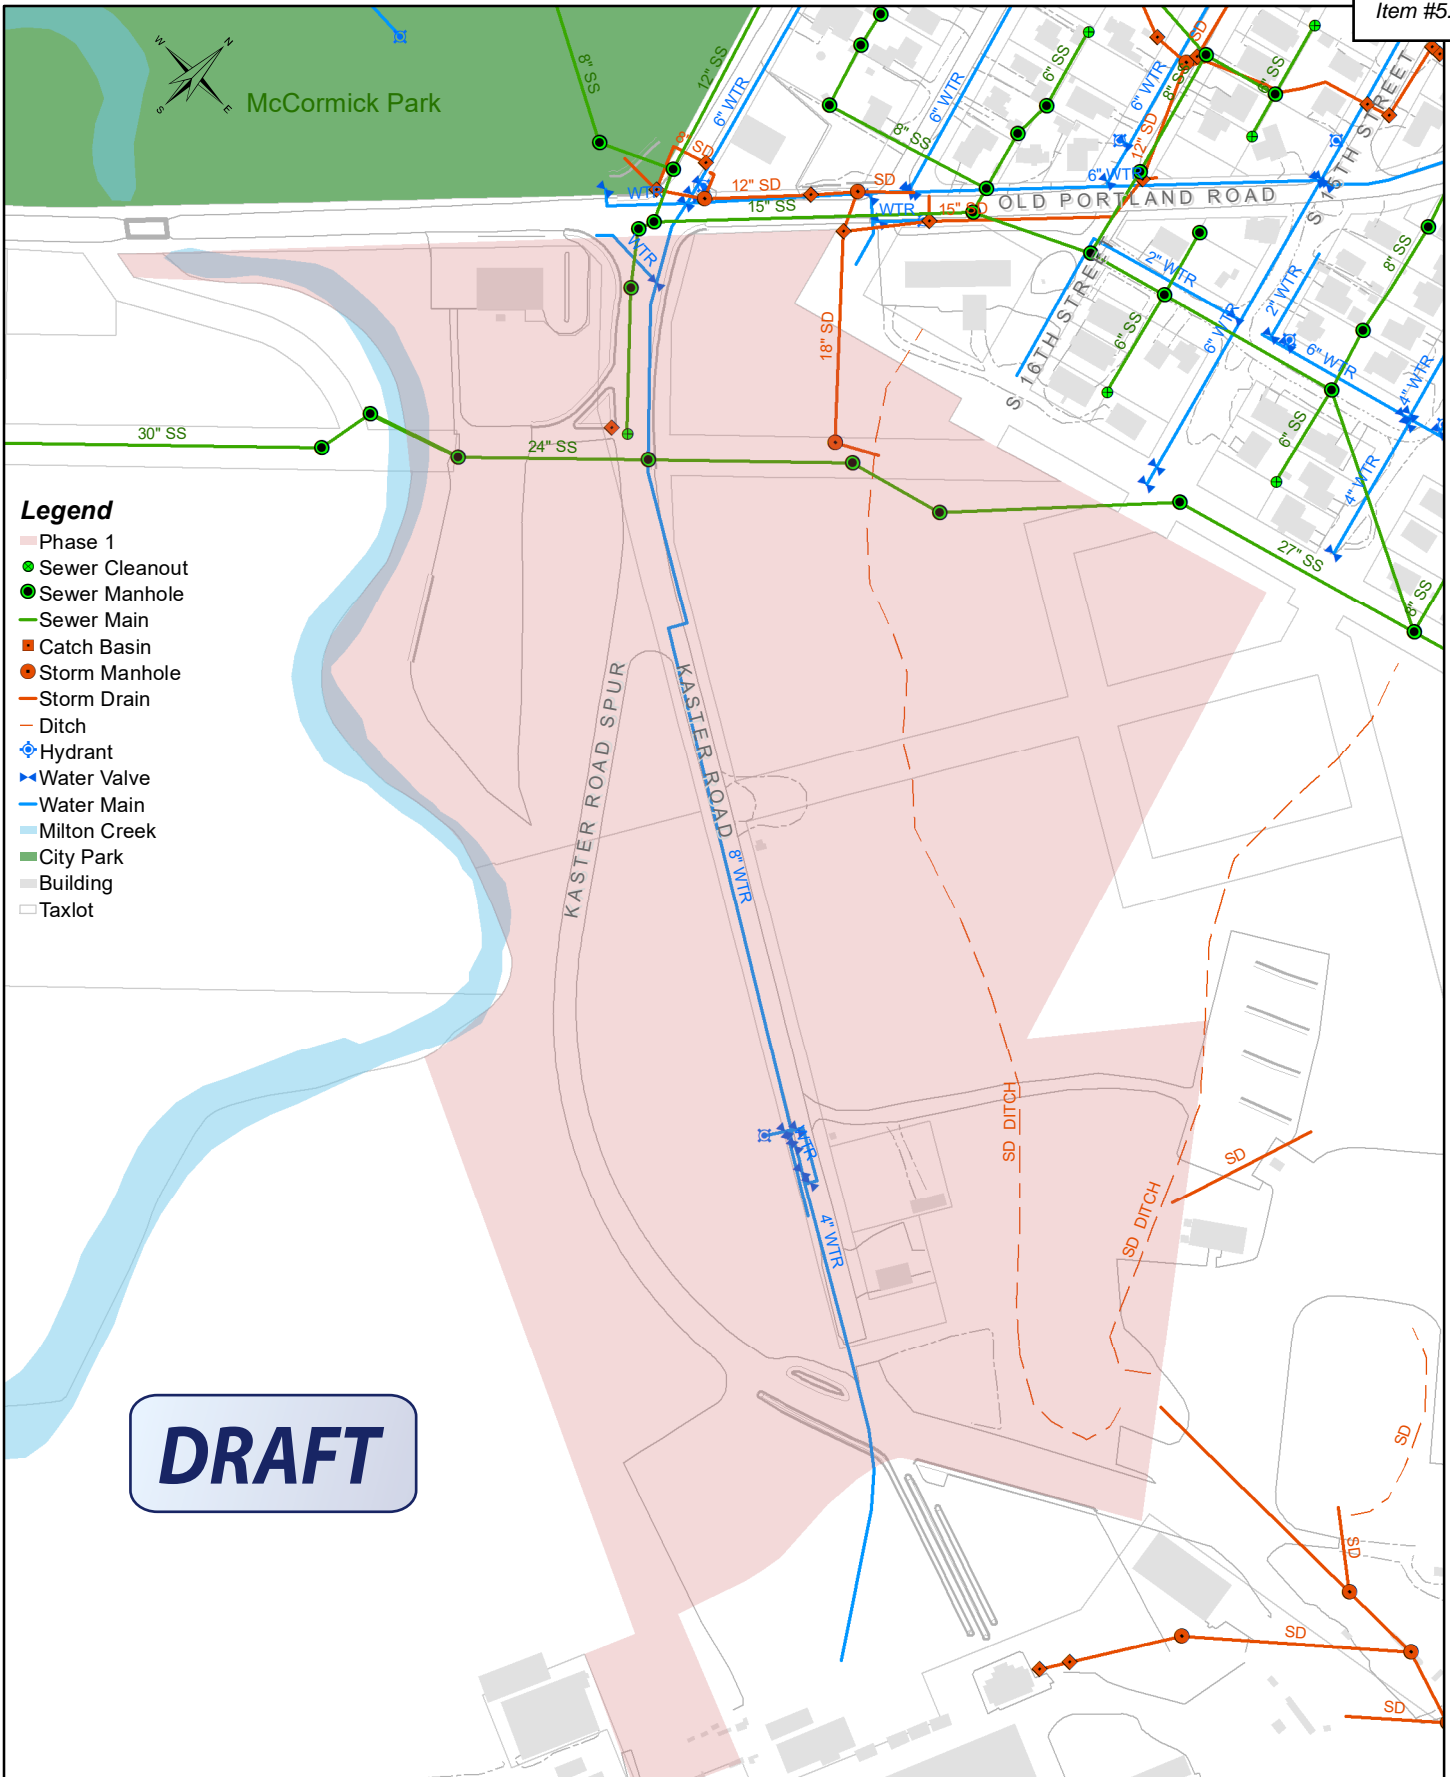 Item #5.
N
W
E
S
McCormick Park
8" SS
12" SS
6" WTR
6" WTR
6" SS
8" SS
8" SD
WTR
12" SD
SD
15" SS
WTR
15" SD
OLD PORTLAND ROAD
6" WTR
12" SD
8" SS
6" WTR
SD
6" SS
S 15TH STREET
S 16TH STREET
WTR
18" SD
2" WTR
2" WTR
6" WTR
6" WTR
6" SS
8" SS
4" WTR
6" SS
4" WTR
27" SS
8" SS
30" SS
24" SS
Legend
Phase 1
Sewer Cleanout
Sewer Manhole
Sewer Main
Catch Basin
Storm Manhole
Storm Drain
Ditch
Hydrant
Water Valve
Water Main
Milton Creek
City Park
Building
Taxlot
KASTER ROAD SPUR
KASTER ROAD
8" WTR
WTR
4" WTR
SD DITCH
SD DITCH
SD
SD
SD
SD
SD
DRAFT